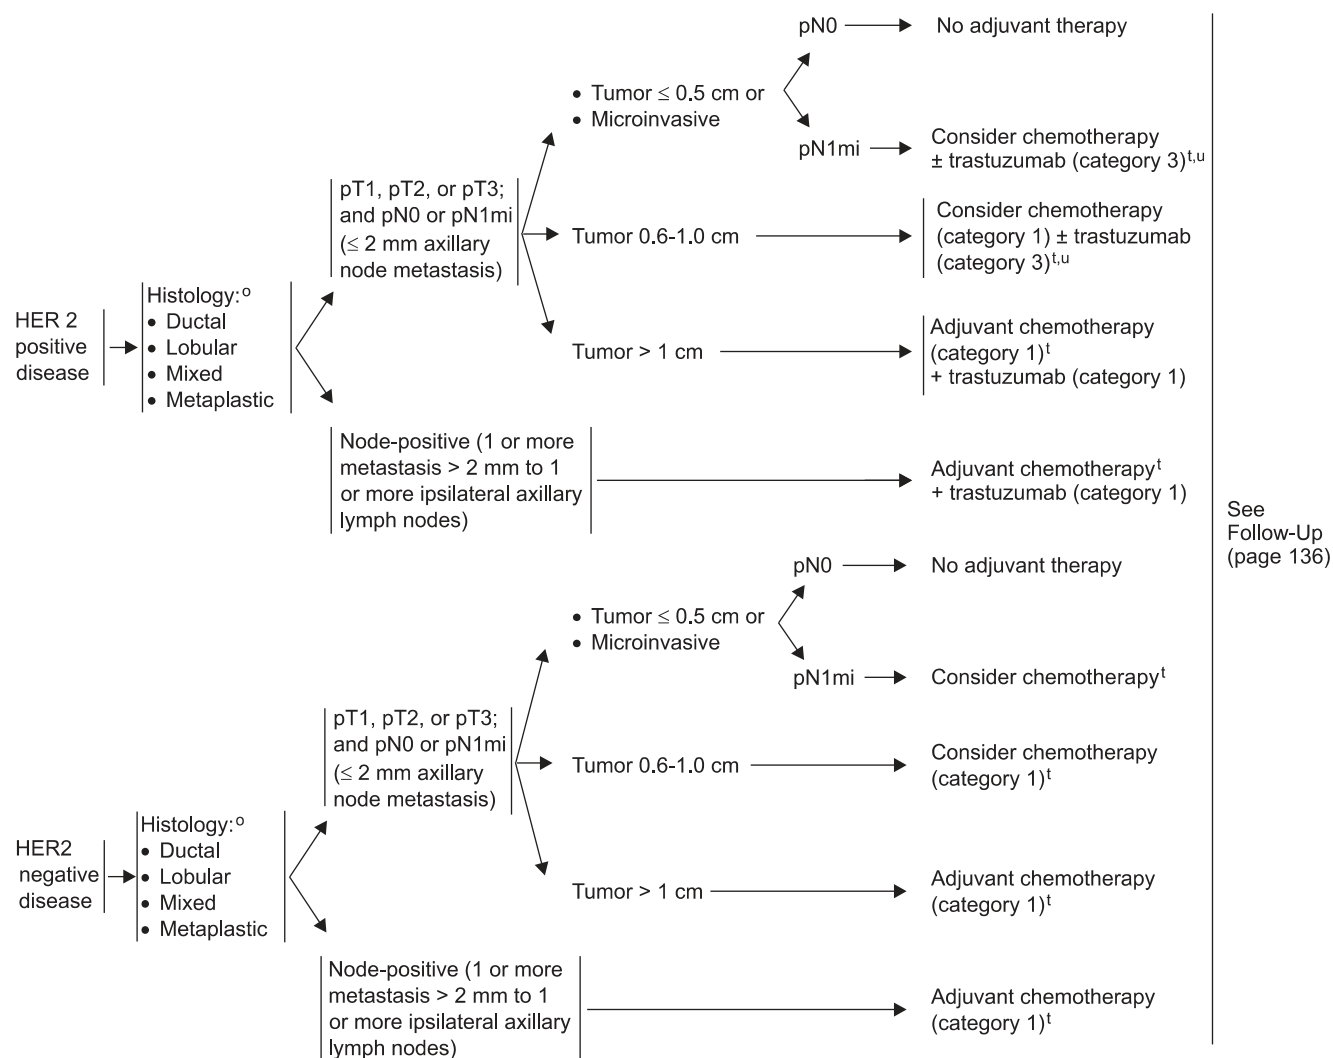 HER 2
positive
disease
Histology:o
• Ductal
• Lobular
• Mixed
• Metaplastic
pT1, pT2, or pT3;
and pN0 or pN1mi
(≤ 2 mm axillary
node metastasis)
• Tumor ≤ 0.5 cm or
• Microinvasive
pN0
No adjuvant therapy
pN1mi
Consider chemotherapy
± trastuzumab (category 3)t,u
Tumor 0.6-1.0 cm
Consider chemotherapy
(category 1) ± trastuzumab
(category 3)t,u
Tumor > 1 cm
Adjuvant chemotherapy
(category 1)t
+ trastuzumab (category 1)
Node-positive (1 or more
metastasis > 2 mm to 1
or more ipsilateral axillary
lymph nodes)
Adjuvant chemotherapyt
+ trastuzumab (category 1)
HER2
negative
disease
Histology:o
• Ductal
• Lobular
• Mixed
• Metaplastic
pT1, pT2, or pT3;
and pN0 or pN1mi
(≤ 2 mm axillary
node metastasis)
• Tumor ≤ 0.5 cm or
• Microinvasive
pN0
No adjuvant therapy
pN1mi
Consider chemotherapyt
Tumor 0.6-1.0 cm
Consider chemotherapy
(category 1)t
Tumor > 1 cm
Adjuvant chemotherapy
(category 1)t
Node-positive (1 or more
metastasis > 2 mm to 1
or more ipsilateral axillary
lymph nodes)
Adjuvant chemotherapy
(category 1)t
See
Follow-Up
(page 136)